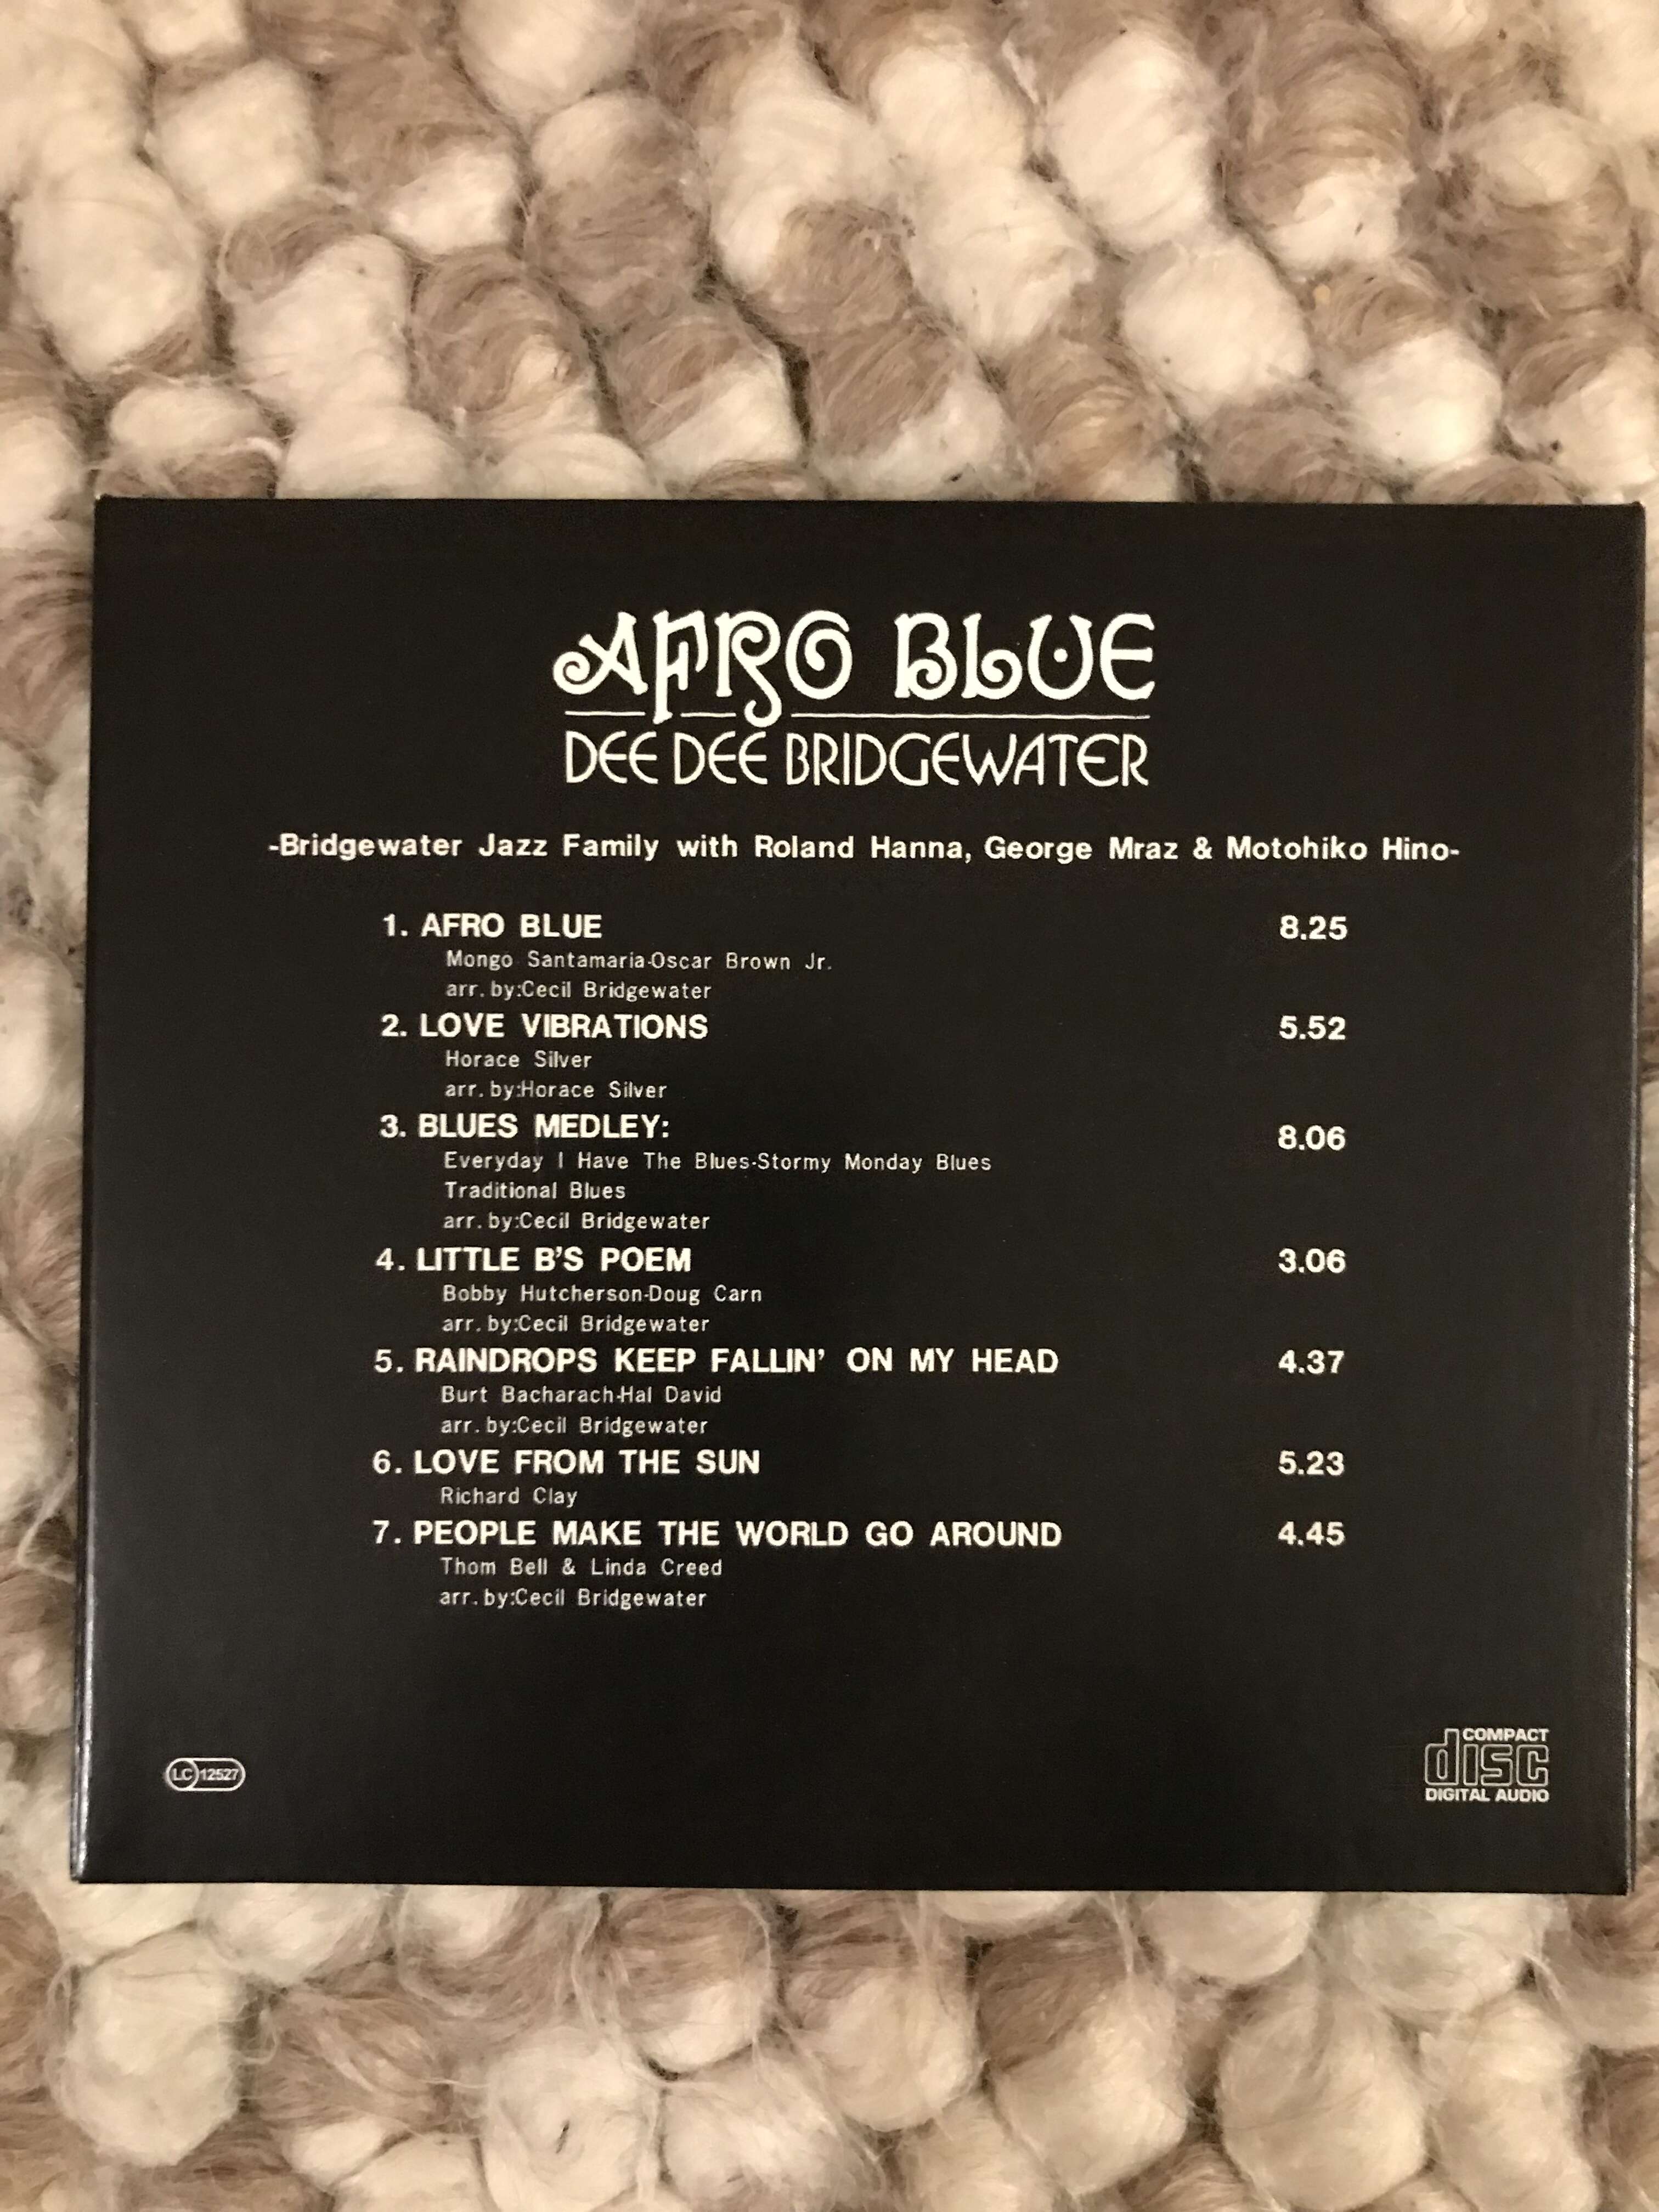 AFRO BLUE
DEE DEE BRIDGEWATER
-Bridgewater Jazz Family with Roland Hanna, George Mraz & Motohiko Hino-
1. AFRO BLUE 8.25
Mongo Santamaria-Oscar Brown Jr.
arr. by:Cecil Bridgewater
2. LOVE VIBRATIONS 5.52
Horace Silver
arr. by:Horace Silver
3. BLUES MEDLEY: 8.06
Everyday I Have The Blues-Stormy Monday Blues
Traditional Blues
arr. by:Cecil Bridgewater
4. LITTLE B'S POEM 3.06
Bobby Hutcherson-Doug Carn
arr. by:Cecil Bridgewater
5. RAINDROPS KEEP FALLIN' ON MY HEAD 4.37
Burt Bacharach-Hal David
arr. by:Cecil Bridgewater
6. LOVE FROM THE SUN 5.23
Richard Clay
7. PEOPLE MAKE THE WORLD GO AROUND 4.45
Thom Bell & Linda Creed
arr. by:Cecil Bridgewater
LC 12527
COMPACT
disc
DIGITAL AUDIO